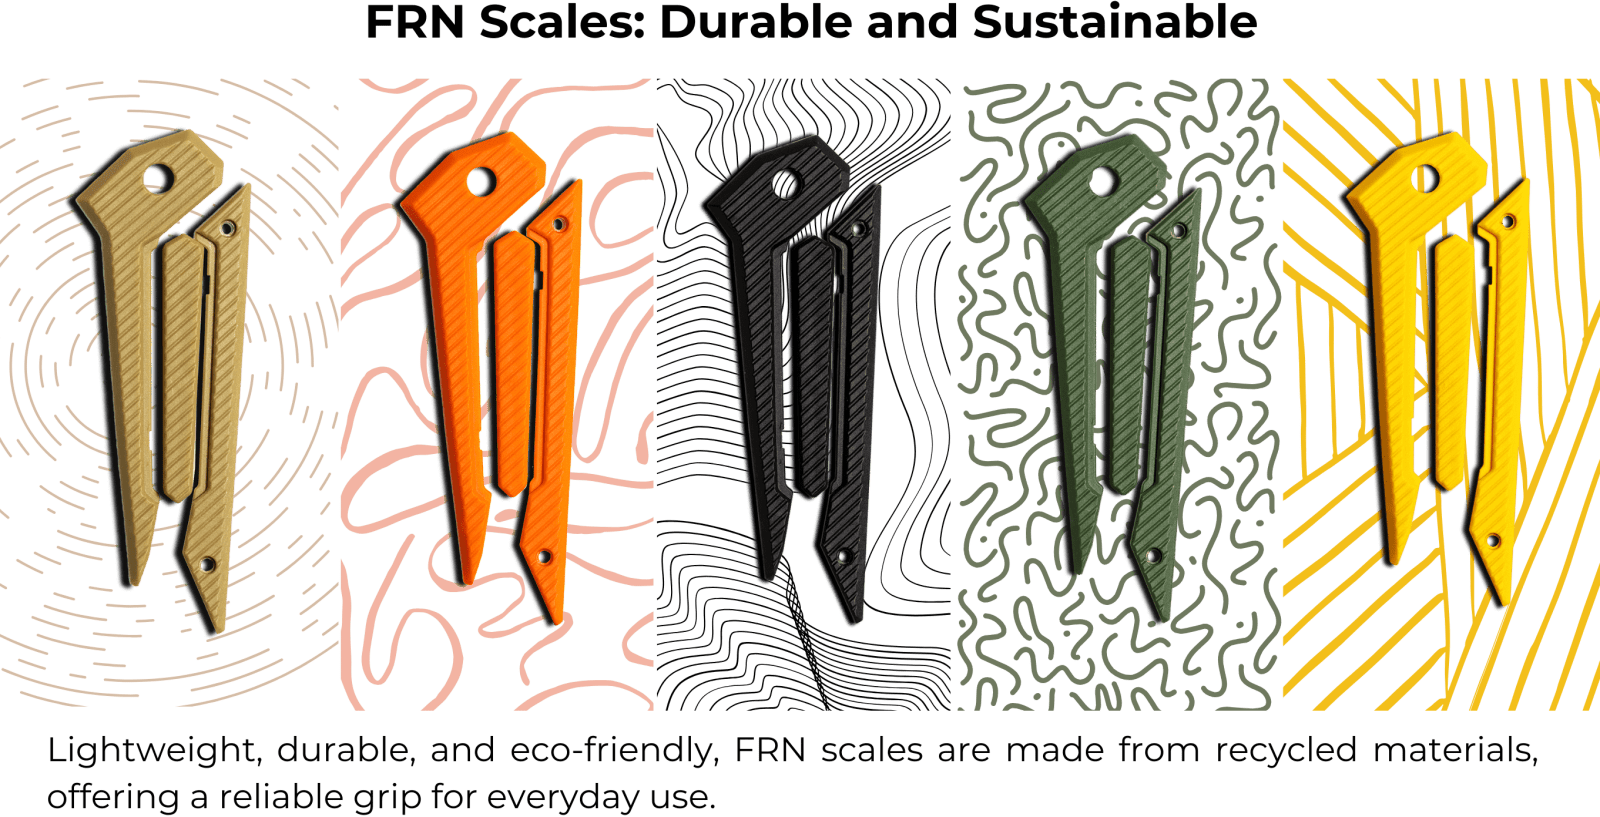 FRN Scales: Durable and Sustainable
Lightweight, durable, and eco-friendly, FRN scales are made from recycled materials,
offering a reliable grip for everyday use.